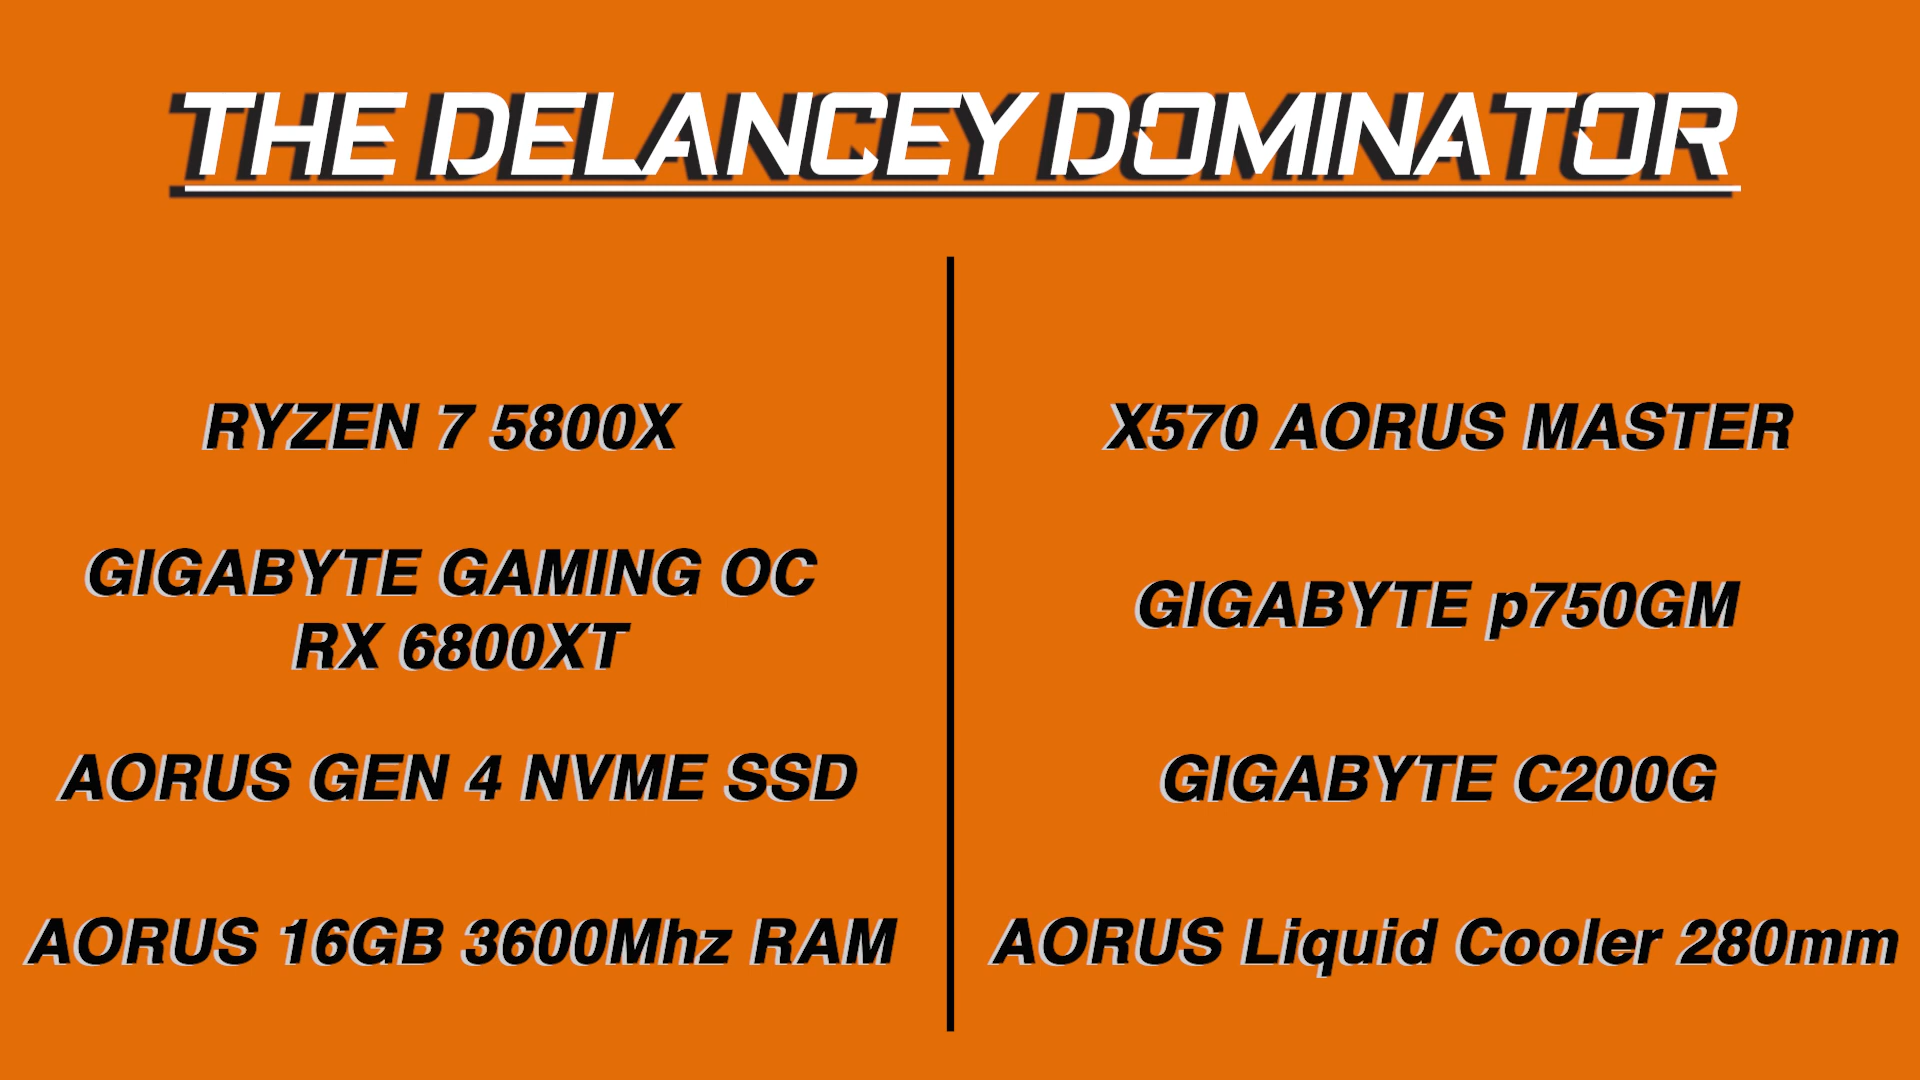 THE DELANCEY DOMINATOR
RYZEN 7 5800X
GIGABYTE GAMING OC
RX 6800XT
AORUS GEN 4 NVME SSD
AORUS 16GB 3600Mhz RAM
X570 AORUS MASTER
GIGABYTE p750GM
GIGABYTE C200G
AORUS Liquid Cooler 280mm